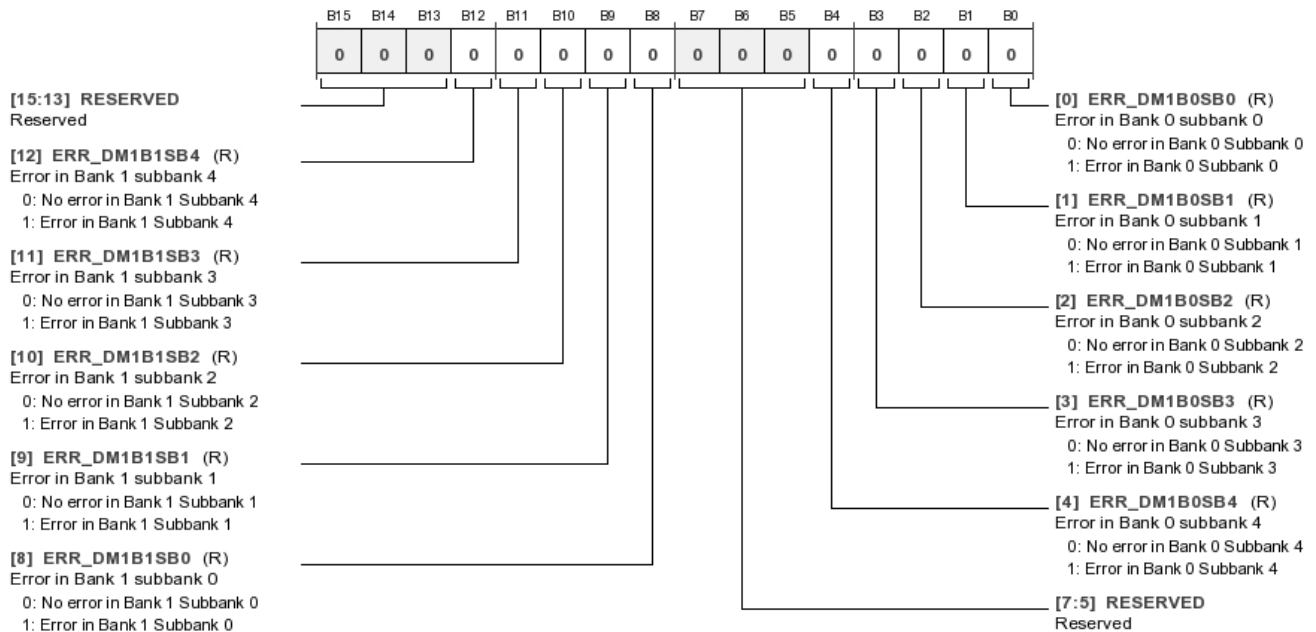 B15 B14 B13 B12 B11 B10 B9 B8 B7 B6 B5 B4 B3 B2 B1 B0
0 0 0 0 0 0 0 0 0 0 0 0 0 0 0 0
[15:13] RESERVED
Reserved
[12] ERR_DM1B1SB4 (R)
Error in Bank 1 subbank 4
0: No error in Bank 1 Subbank 4
1: Error in Bank 1 Subbank 4
[11] ERR_DM1B1SB3 (R)
Error in Bank 1 subbank 3
0: No error in Bank 1 Subbank 3
1: Error in Bank 1 Subbank 3
[10] ERR_DM1B1SB2 (R)
Error in Bank 1 subbank 2
0: No error in Bank 1 Subbank 2
1: Error in Bank 1 Subbank 2
[9] ERR_DM1B1SB1 (R)
Error in Bank 1 subbank 1
0: No error in Bank 1 Subbank 1
1: Error in Bank 1 Subbank 1
[8] ERR_DM1B1SB0 (R)
Error in Bank 1 subbank 0
0: No error in Bank 1 Subbank 0
1: Error in Bank 1 Subbank 0
[0] ERR_DM1B0SB0 (R)
Error in Bank 0 subbank 0
0: No error in Bank 0 Subbank 0
1: Error in Bank 0 Subbank 0
[1] ERR_DM1B0SB1 (R)
Error in Bank 0 subbank 1
0: No error in Bank 0 Subbank 1
1: Error in Bank 0 Subbank 1
[2] ERR_DM1B0SB2 (R)
Error in Bank 0 subbank 2
0: No error in Bank 0 Subbank 2
1: Error in Bank 0 Subbank 2
[3] ERR_DM1B0SB3 (R)
Error in Bank 0 subbank 3
0: No error in Bank 0 Subbank 3
1: Error in Bank 0 Subbank 3
[4] ERR_DM1B0SB4 (R)
Error in Bank 0 subbank 4
0: No error in Bank 0 Subbank 4
1: Error in Bank 0 Subbank 4
[7:5] RESERVED
Reserved